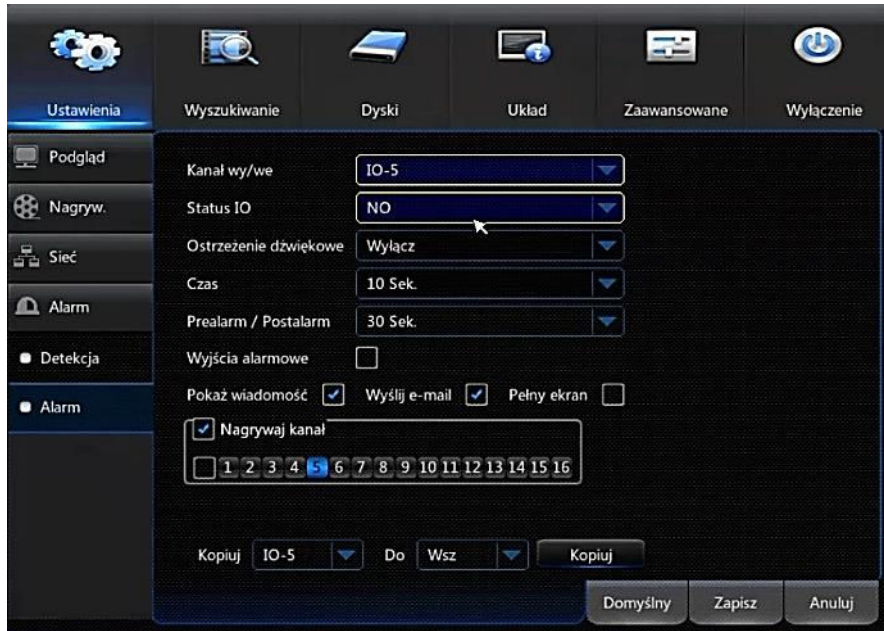 Ustawienia Wyszukiwanie Dyski Układ Zaawansowane Wyłączenie
Podgląd
Nagryw.
Sieć
Alarm
Detekcja
Alarm
Kanał wy/we IO-5
Status IO NO
Ostrzeżenie dźwiękowe Wyłącz
Czas 10 Sek.
Prealarm / Postalarm 30 Sek.
Wyjścia alarmowe
Pokaż wiadomość Wyślij e-mail Pełny ekran
Nagrywaj kanał
1 2 3 4 5 6 7 8 9 10 11 12 13 14 15 16
Kopiuj IO-5 Do Wsz Kopiuj
Domyślny Zapisz Anuluj